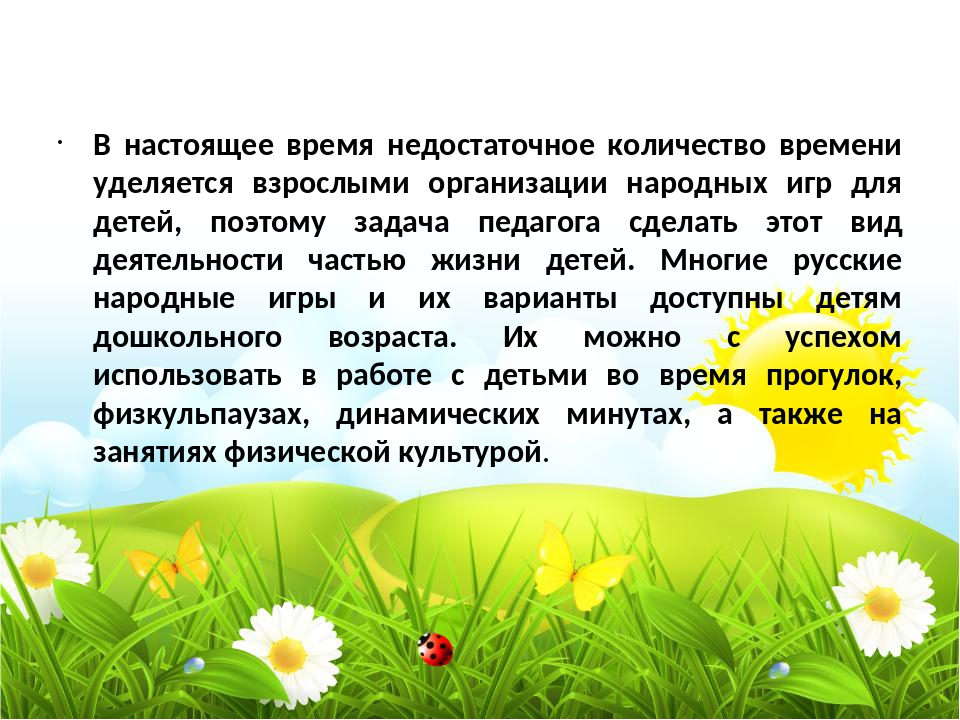 • В настоящее время недостаточное количество времени
уделяется взрослыми организации народных игр для
детей, поэтому задача педагога сделать этот вид
деятельности частью жизни детей. Многие русские
народные игры и их варианты доступны детям
дошкольного возраста. Их можно с успехом
использовать в работе с детьми во время прогулок,
физкульпаузах, динамических минутах, а также на
занятиях физической культурой.